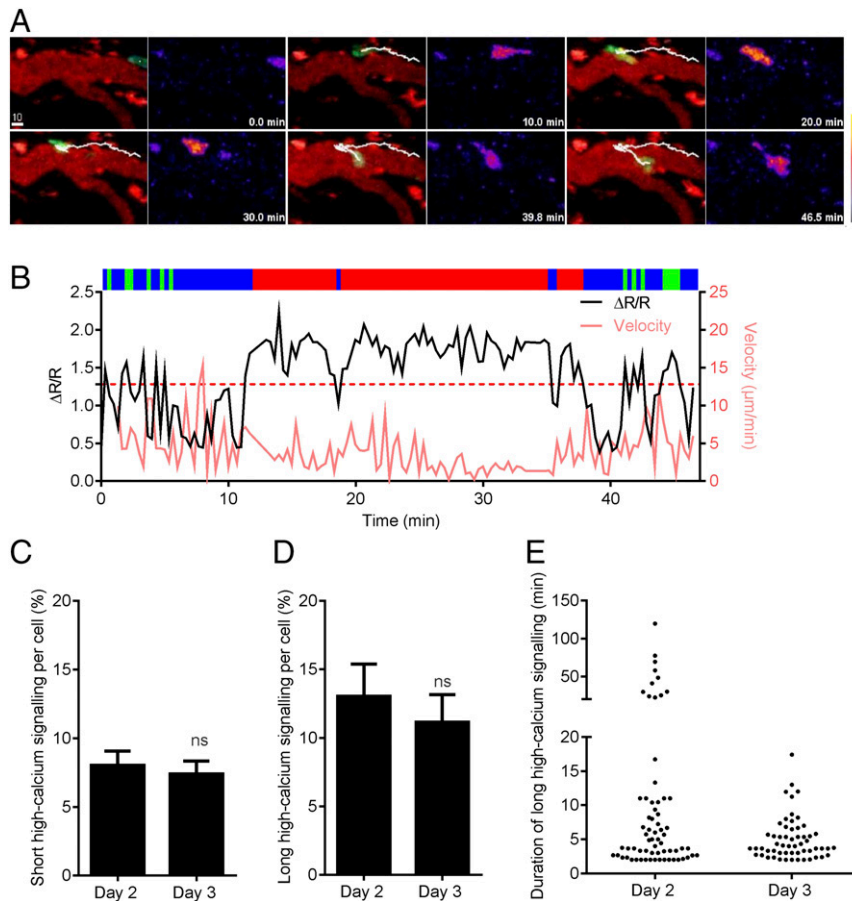 A
10
0.0 min
10.0 min
20.0 min
30.0 min
39.8 min
46.5 min
B
2.5
2.0
1.5
1.0
0.5
0.0
ΔR/R
ΔR/R
Velocity
25
20
15
10
5
0
Velocity (μm/min)
0
10
20
30
40
Time (min)
C
Short high-calcium signalling per cell (%)
20
15
10
5
0
ns
Day 2
Day 3
D
Long high-calcium signalling per cell (%)
20
15
10
5
0
ns
Day 2
Day 3
E
Duration of long high-calcium signalling (min)
150
100
50
20
15
10
5
0
Day 2
Day 3